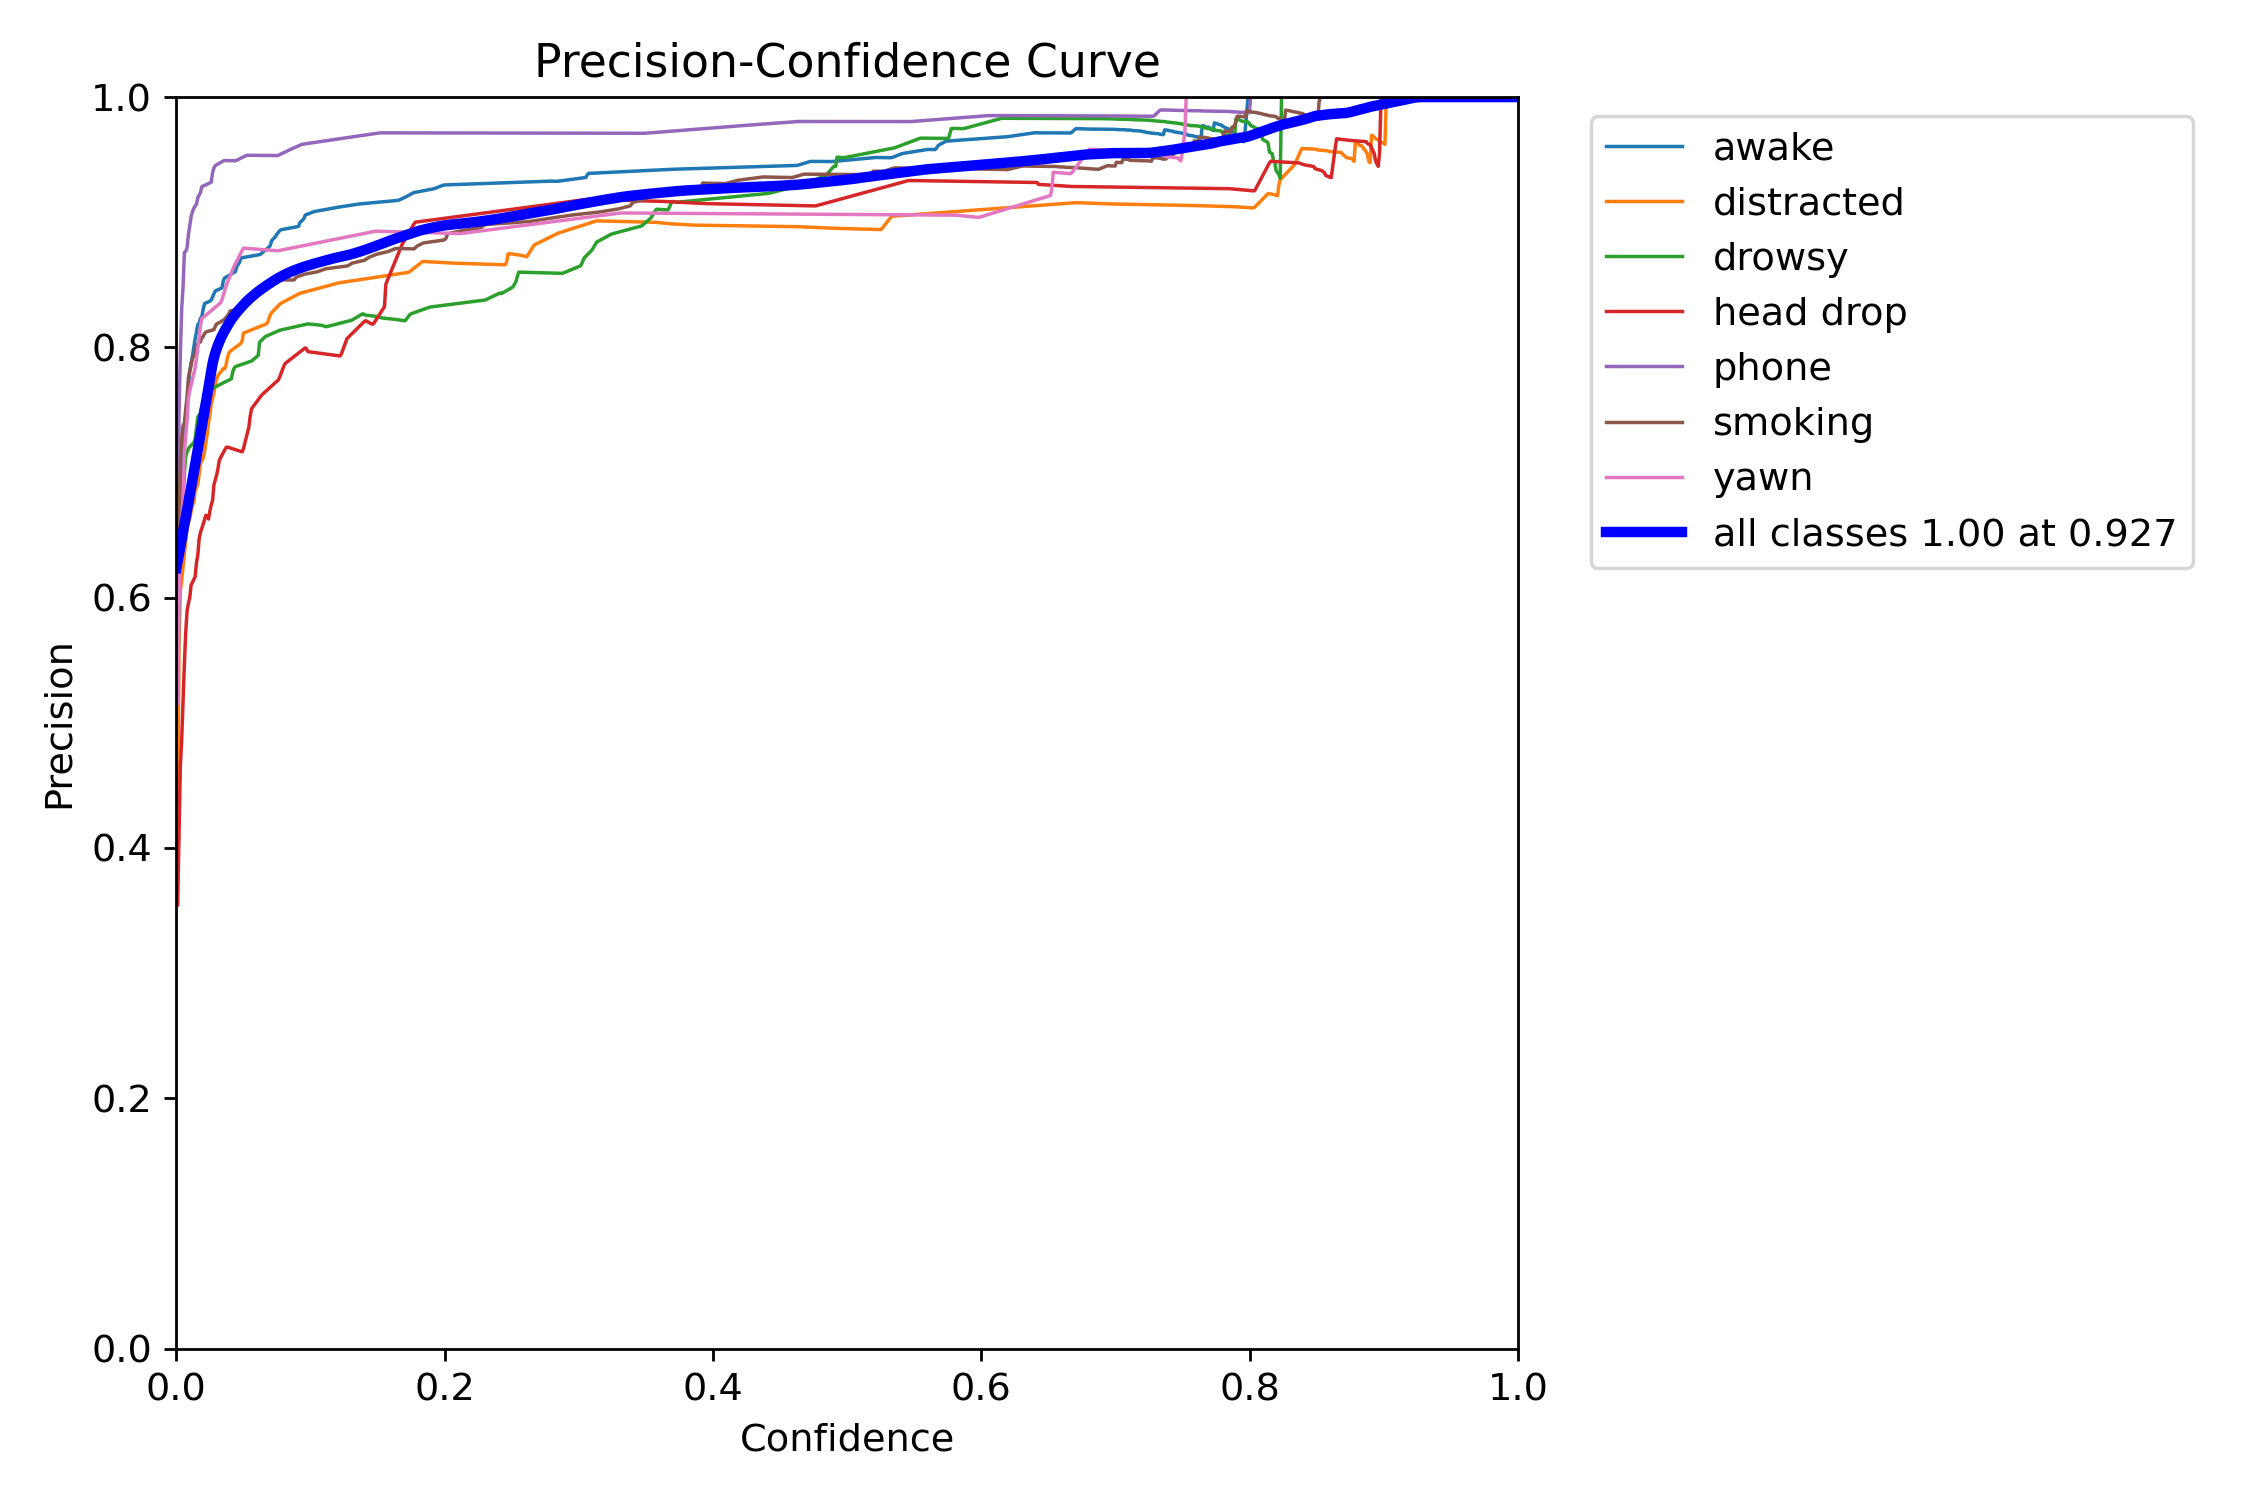 Precision-Confidence Curve
1.0
0.8
0.6
0.4
0.2
0.0
Precision
0.0 0.2 0.4 0.6 0.8 1.0
Confidence
awake
distracted
drowsy
head drop
phone
smoking
yawn
all classes 1.00 at 0.927